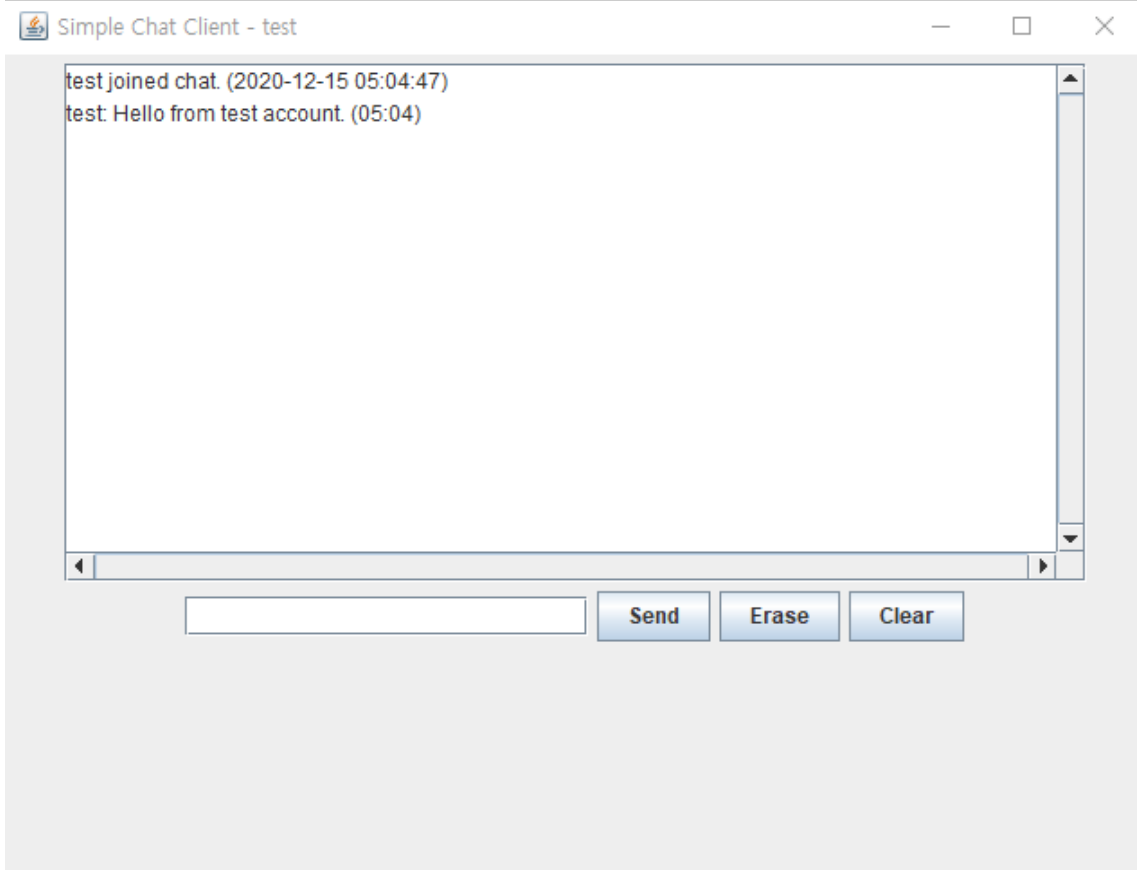 Simple Chat Client - test
test joined chat. (2020-12-15 05:04:47)
test: Hello from test account. (05:04)
Send Erase Clear